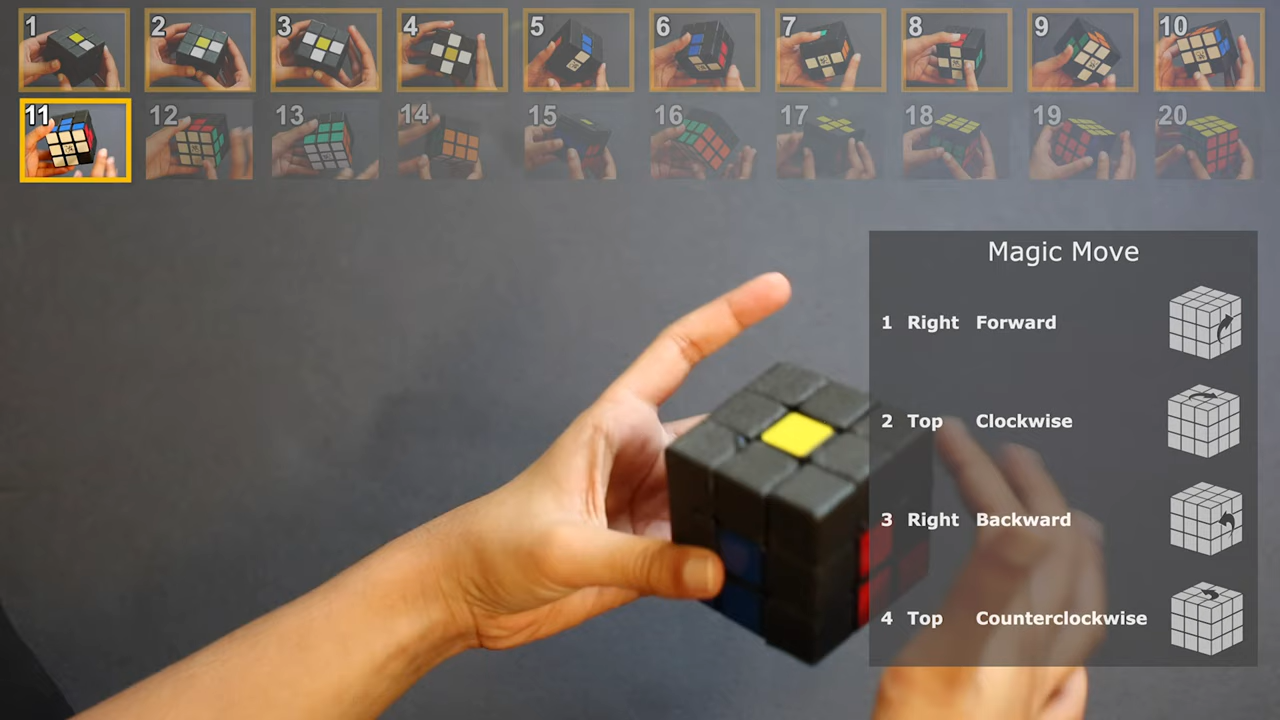 1 2 3 4 5 6 7 8 9 10
11 12 13 14 15 16 17 18 19 20
Magic Move
1 Right Forward
2 Top Clockwise
3 Right Backward
4 Top Counterclockwise